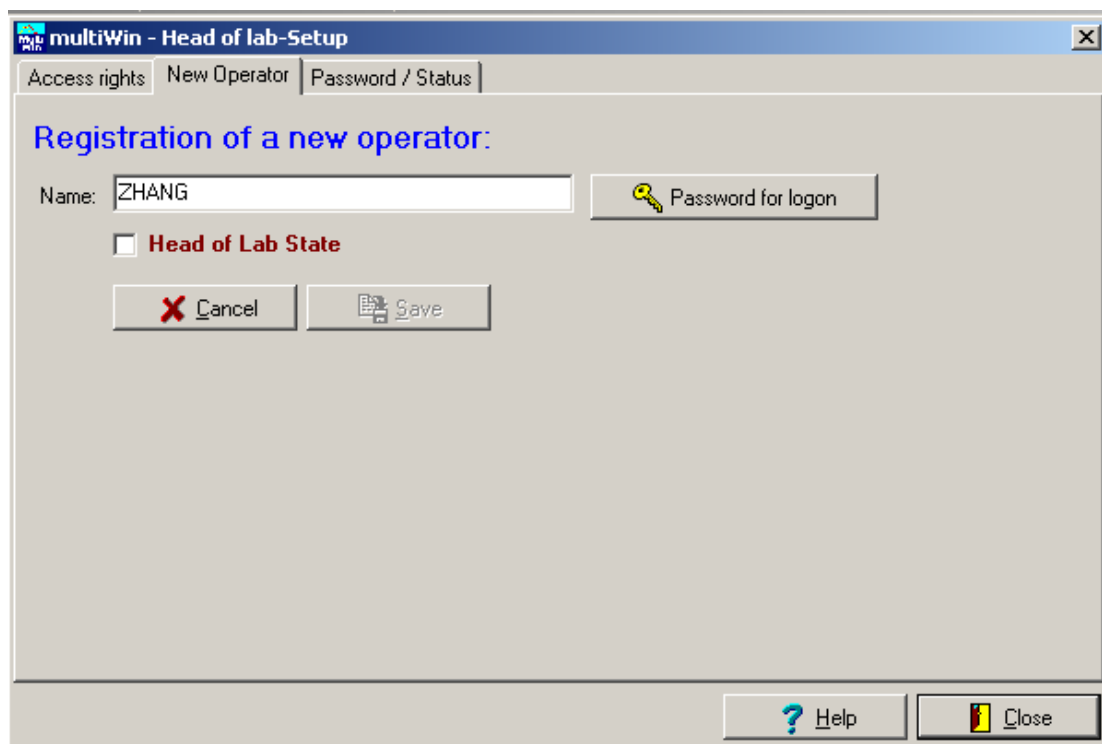 multiWin - Head of lab-Setup
Access rights New Operator Password / Status
Registration of a new operator:
Name: ZHANG Password for logon
Head of Lab State
Cancel Save
Help Close